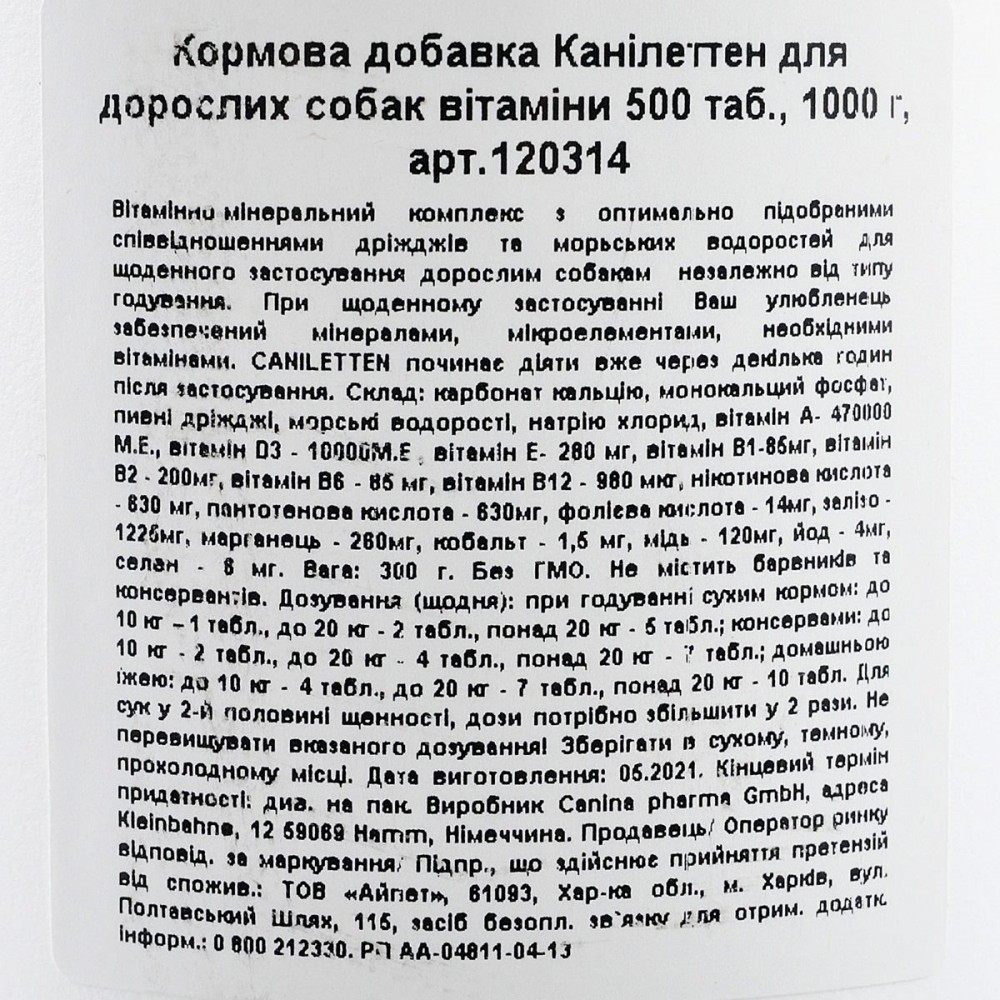 Кормова добавка Канілеттен для
дорослих собак вітаміни 500 таб., 1000 г,
арт.120314
Вітамінно мінеральний комплекс з оптимально підобраними
співвідношеннями дріжджів та морьських водоростей для
щоденного застосування дорослим собакам незалежно від типу
годування. При щоденному застосуванні Ваш улюбленець
забезпечений мінералами, мікроелементами, необхідними
вітамінами. CANILETTEN починає діяти вже через декілька годин
після застосування. Склад: карбонат кальцію, монокальций фосфат,
пивні дріжджі, морські водорості, натрію хлорид, вітамін А- 470000
М.Е., вітамін D3 - 10000М.Е , вітамін Е- 280 мг, вітамін В1-85мг, вітамін
В2 - 200мг, вітамін В6 - 85 мг, вітамін В12 - 980 мкг, нікотинова кислота
- 630 мг, пантотенова кислота - 630мг, фолієва кислота - 14мг, залізо -
1225мг, марганець - 260мг, кобальт - 1,5 мг, мідь - 120мг, йод - 4мг,
селен - 6 мг. Вага: 300 г. Без ГМО. Не містить барвників та
консервантів. Дозування (щодня): при годуванні сухим кормом: до
10 кг – 1 табл., до 20 кг - 2 табл., понад 20 кг - 5 табл.; консервами: до
10 кг - 2 табл., до 20 кг - 4 табл., понад 20 кг - 7 табл.; домашньою
їжею: до 10 кг - 4 табл., до 20 кг - 7 табл., понад 20 кг - 10 табл. Для
сук у 2-й половині щенності, дози потрібно збільшити у 2 рази. Не
перевищувати вказаного дозування! Зберігати в сухому, темному,
прохолодному місці. Дата виготовлення: 05.2021. Кінцевий термін
придатності: див. на пак. Виробник Canina pharma GmbH, адреса
Kleinbahne, 12 59069 Hamm, Німеччина. Продавець/ Оператор ринку
відповід. за маркування/ Підпр., що здійснює прийняття претензій
від спожив.: ТОВ «Айпет», 61093, Хар-ка обл., м. Харків, вул.
Полтавський Шлях, 115, засіб безопл. зв'язку для отрим. додатк.
інформ.: 0 800 212330. РП АА-04811-04-13